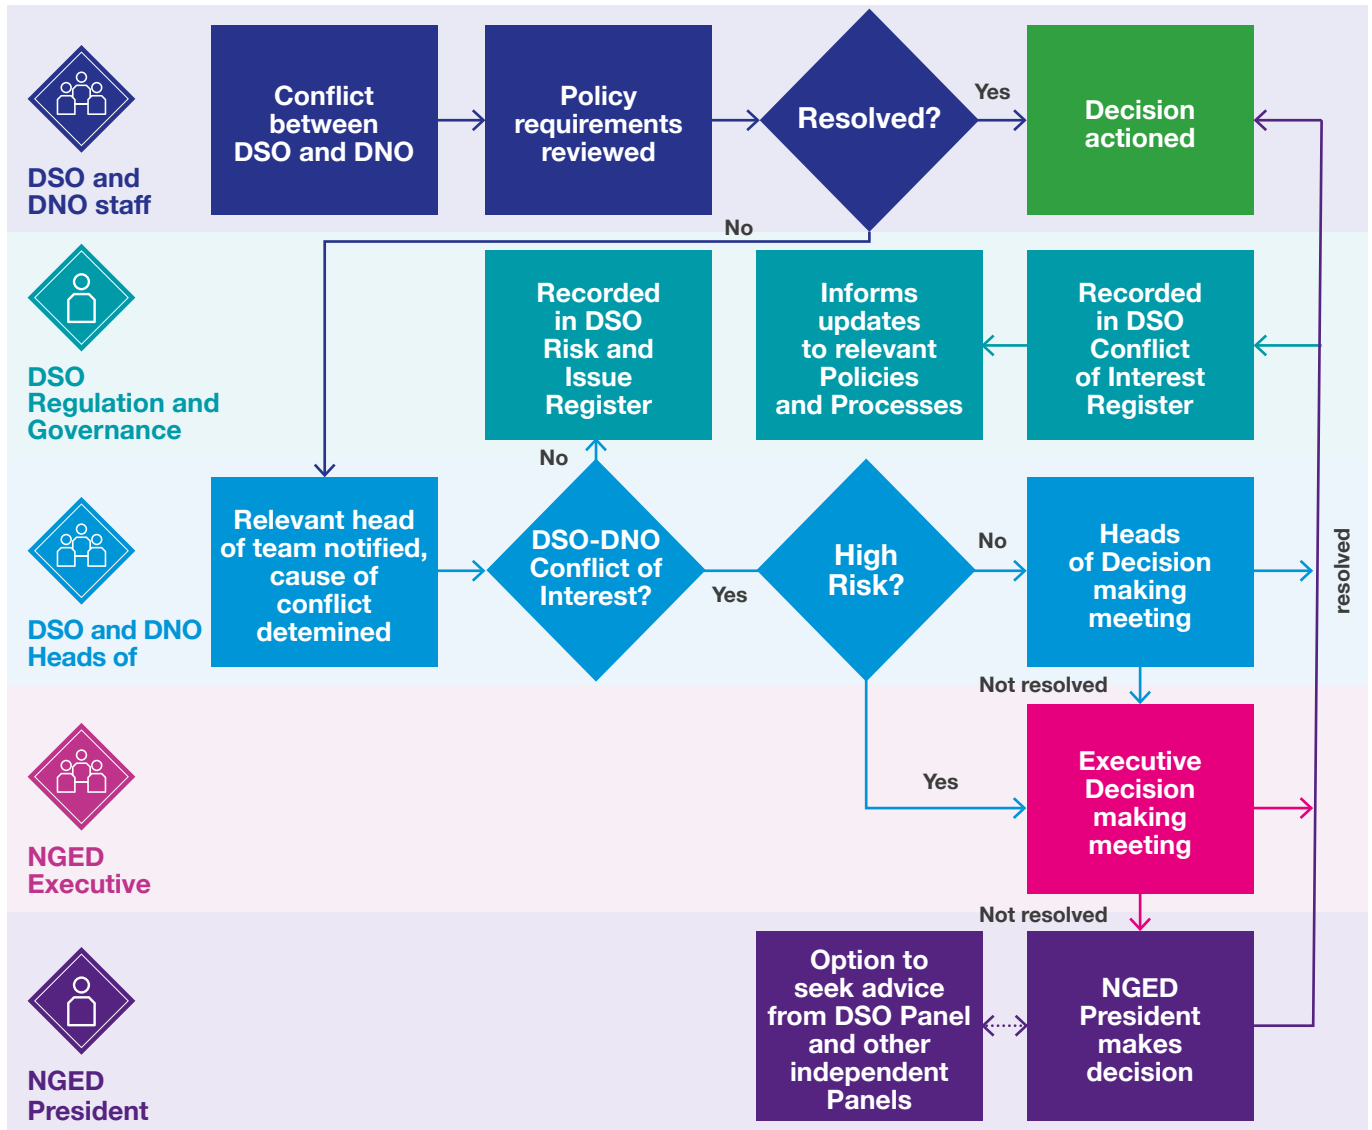 DSO and
DNO staff
Conflict
between
DSO and DNO
Policy
requirements
reviewed
Resolved?
Yes
Decision
actioned
No
DSO
Regulation and
Governance
Recorded
in DSO
Risk and
Issue
Register
Informs
updates
to relevant
Policies
and Processes
Recorded
in DSO
Conflict
of Interest
Register
DSO and DNO
Heads of
Relevant head
of team notified,
cause of
conflict
detemined
No
DSO-DNO
Conflict of
Interest?
Yes
High
Risk?
No
Heads
of Decision
making
meeting
resolved
Not resolved
NGED
Executive
Yes
Executive
Decision
making
meeting
Not resolved
NGED
President
Option to
seek advice
from DSO Panel
and other
independent
Panels
NGED
President
makes
decision